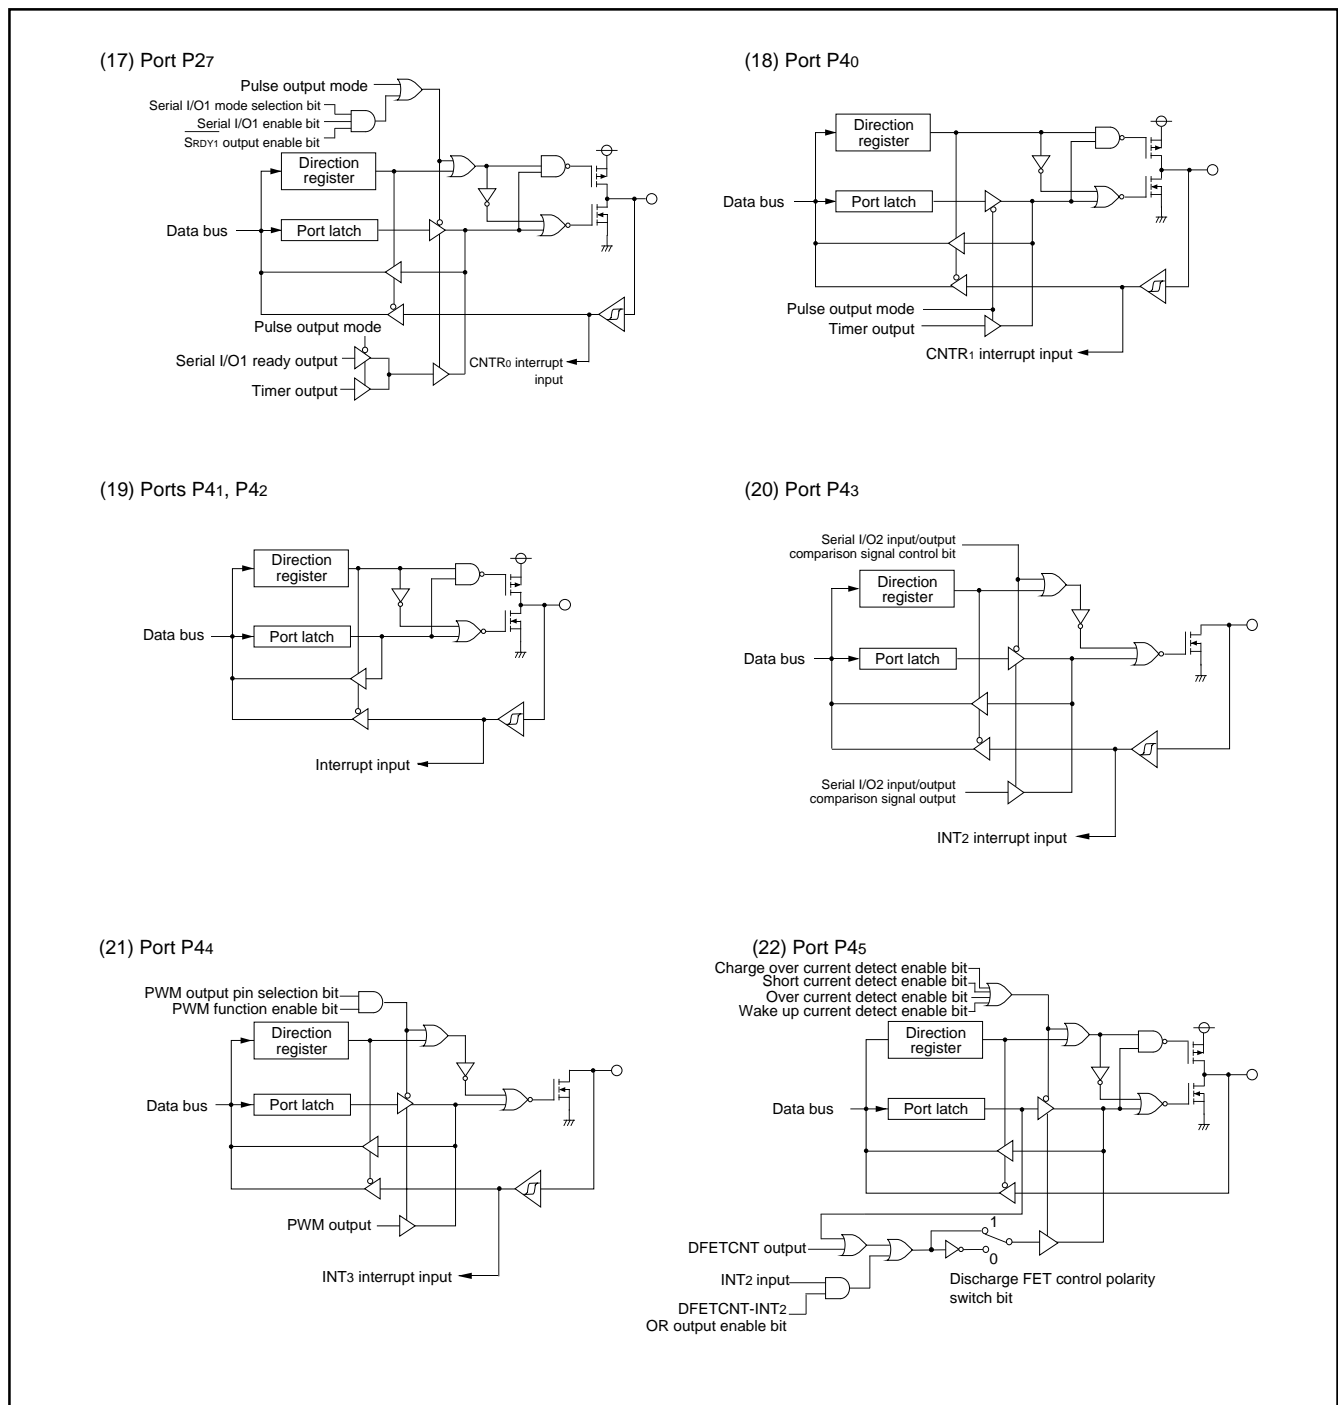 (17) Port P27
Pulse output mode
Serial I/O1 mode selection bit
Serial I/O1 enable bit
SRDY1 output enable bit
Direction
register
Data bus
Port latch
Pulse output mode
Serial I/O1 ready output
Timer output
CNTR0 interrupt
input
(18) Port P40
Direction
register
Data bus
Port latch
Pulse output mode
Timer output
CNTR1 interrupt input
(19) Ports P41, P42
Direction
register
Data bus
Port latch
Interrupt input
(20) Port P43
Serial I/O2 input/output
comparison signal control bit
Direction
register
Data bus
Port latch
Serial I/O2 input/output
comparison signal output
INT2 interrupt input
(21) Port P44
PWM output pin selection bit
PWM function enable bit
Direction
register
Data bus
Port latch
PWM output
INT3 interrupt input
(22) Port P45
Charge over current detect enable bit
Short current detect enable bit
Over current detect enable bit
Wake up current detect enable bit
Direction
register
Data bus
Port latch
1
DFETCNT output
0
INT2 input
Discharge FET control polarity
switch bit
DFETCNT-INT2
OR output enable bit